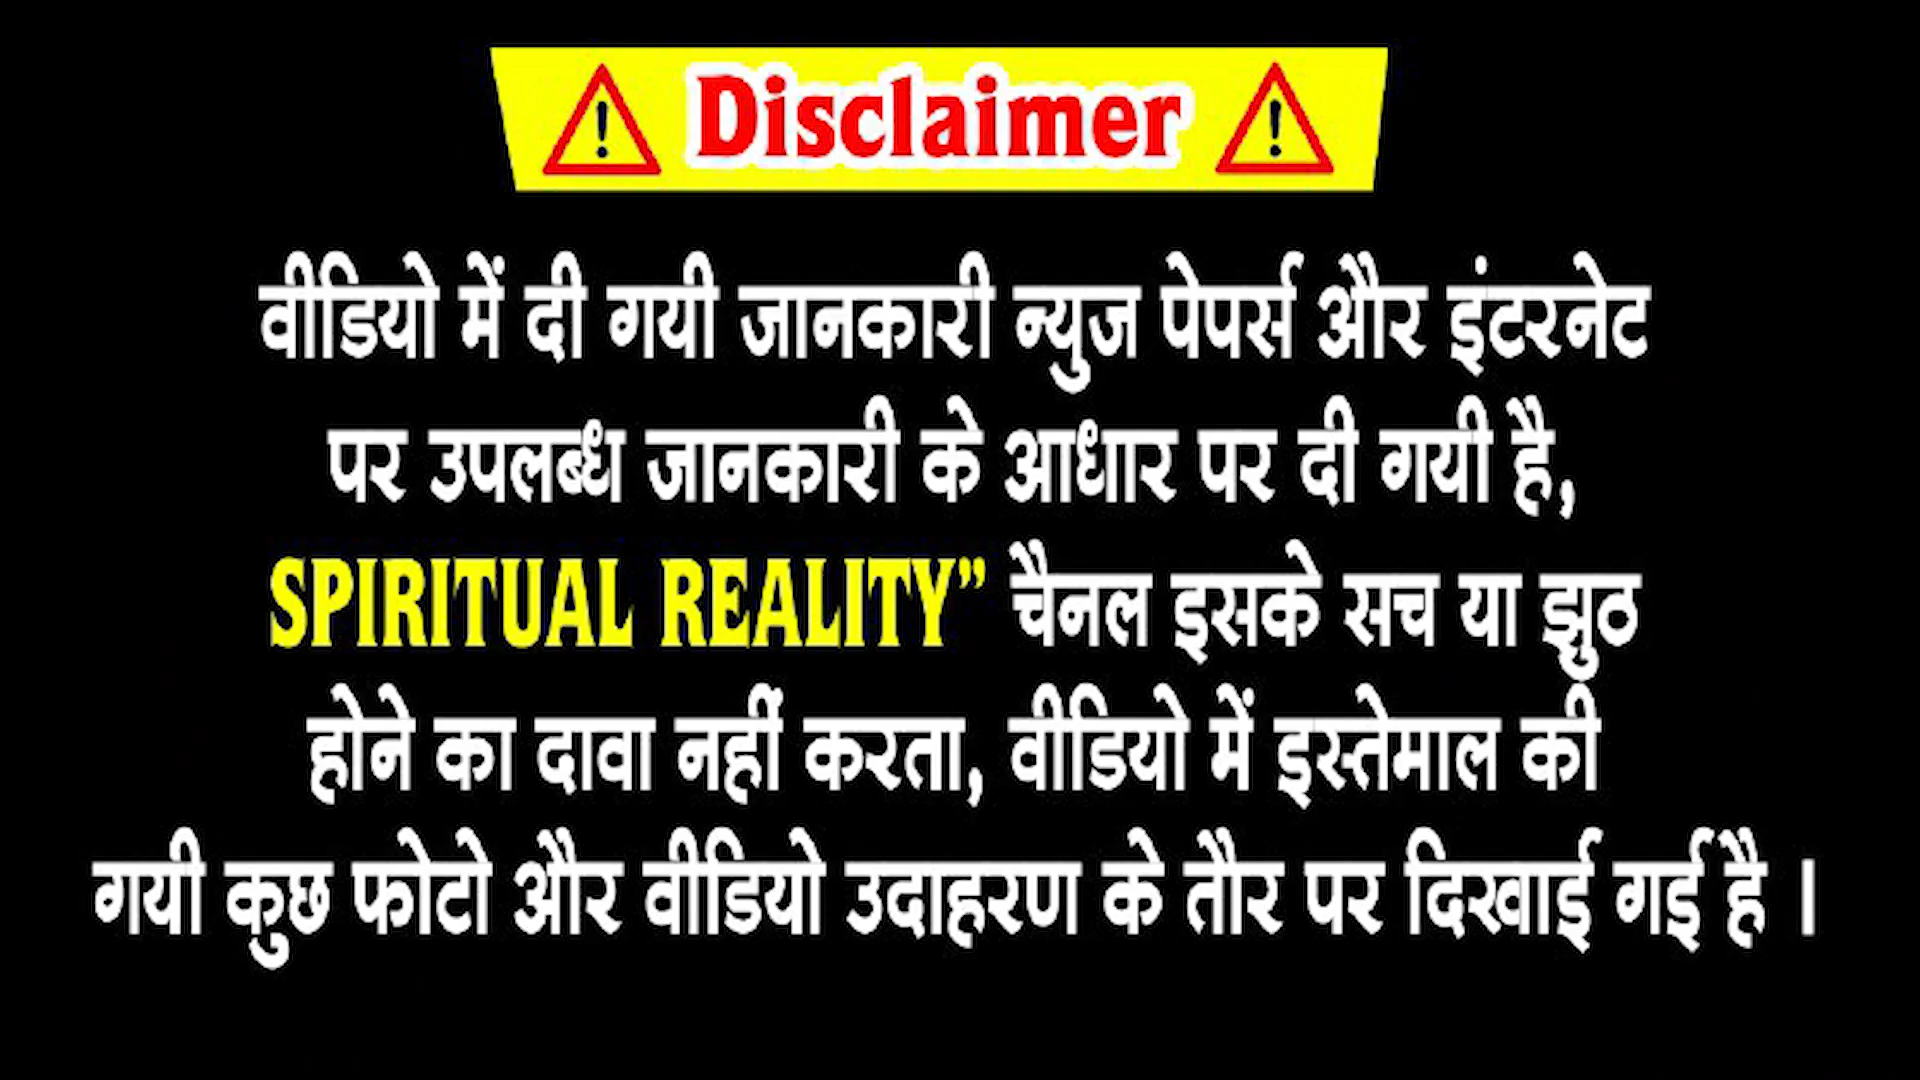 Disclaimer
वीडियो में दी गयी जानकारी न्युज पेपर्स और इंटरनेट
पर उपलब्ध जानकारी के आधार पर दी गयी है,
SPIRITUAL REALITY” चैनल इसके सच या झुठ
होने का दावा नहीं करता, वीडियो में इस्तेमाल की
गयी कुछ फोटो और वीडियो उदाहरण के तौर पर दिखाई गई है ।